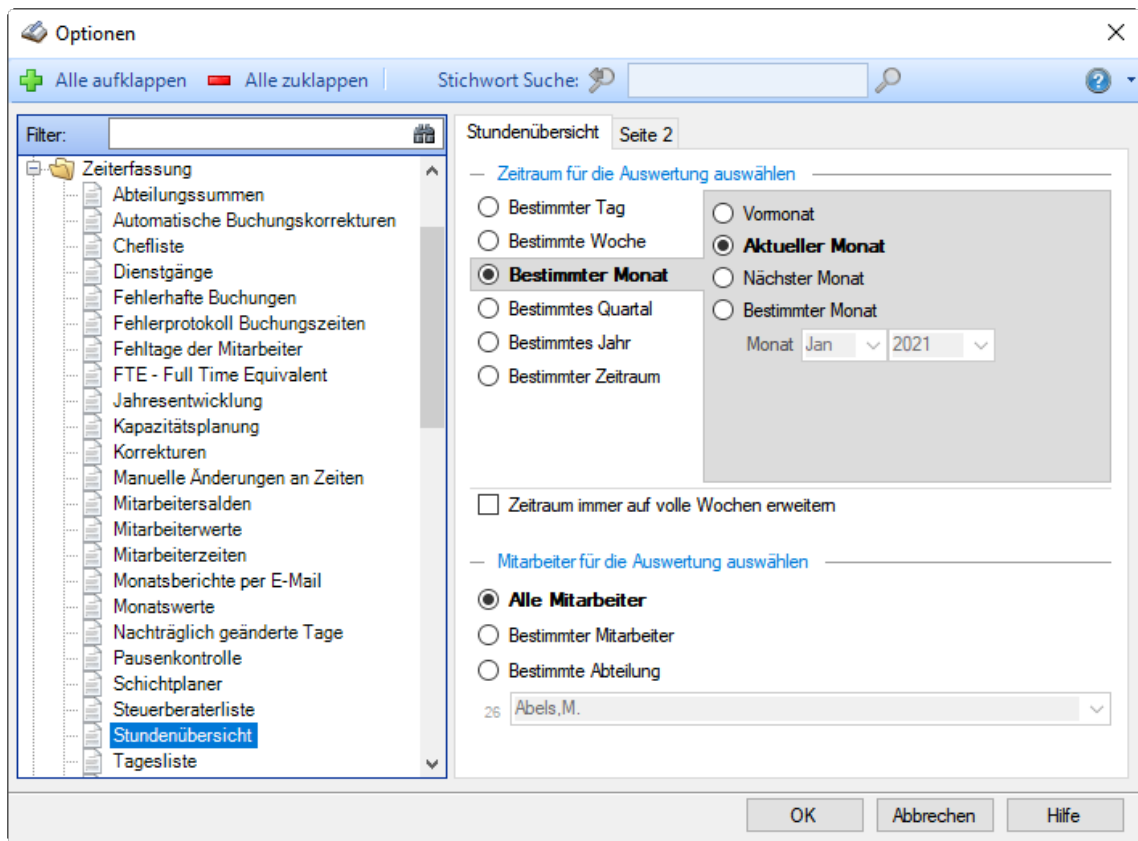 Optionen
Alle aufklappen Alle zuklappen Stichwort Suche:
Filter:
Zeiterfassung
Abteilungssummen
Automatische Buchungskorrekturen
Chefliste
Dienstgänge
Fehlerhafte Buchungen
Fehlerprotokoll Buchungszeiten
Fehltage der Mitarbeiter
FTE - Full Time Equivalent
Jahresentwicklung
Kapazitätsplanung
Korrekturen
Manuelle Änderungen an Zeiten
Mitarbeitersalden
Mitarbeiterwerte
Mitarbeiterzeiten
Monatsberichte per E-Mail
Monatswerte
Nachträglich geänderte Tage
Pausenkontrolle
Schichtplaner
Steuerberaterliste
Stundenübersicht
Tagesliste
Stundenübersicht Seite 2
Zeitraum für die Auswertung auswählen
Bestimmter Tag
Bestimmte Woche
Bestimmter Monat
Bestimmtes Quartal
Bestimmtes Jahr
Bestimmter Zeitraum
Vormonat
Aktueller Monat
Nächster Monat
Bestimmter Monat
Monat Jan 2021
Zeitraum immer auf volle Wochen erweitern
Mitarbeiter für die Auswertung auswählen
Alle Mitarbeiter
Bestimmter Mitarbeiter
Bestimmte Abteilung
26 Abels,M.
OK Abbrechen Hilfe